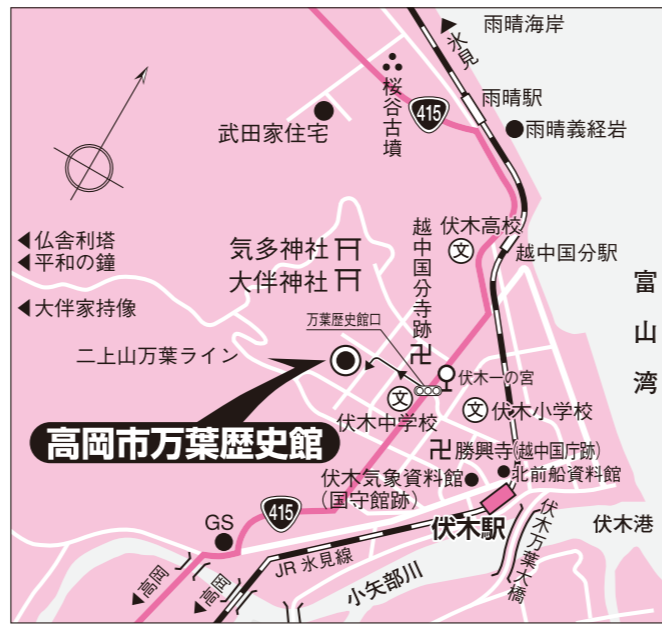 雨晴海岸
▲氷見
雨晴駅
桜谷古墳
415
武田家住宅
雨晴義経岩
◀仏舎利塔
◀平和の鐘
気多神社
大伴神社
越中国分寺跡
伏木高校
文
越中国分駅
◀大伴家持像
万葉歴史館口
富山湾
二上山万葉ライン
卍
伏木一の宮
文
伏木中学校
文
伏木小学校
高岡市万葉歴史館
卍勝興寺(越中国庁跡)
伏木気象資料館
(国守館跡)
北前船資料館
415
GS
伏木駅
伏木港
伏木万葉大橋
◀高岡
◀高岡
JR氷見線
小矢部川